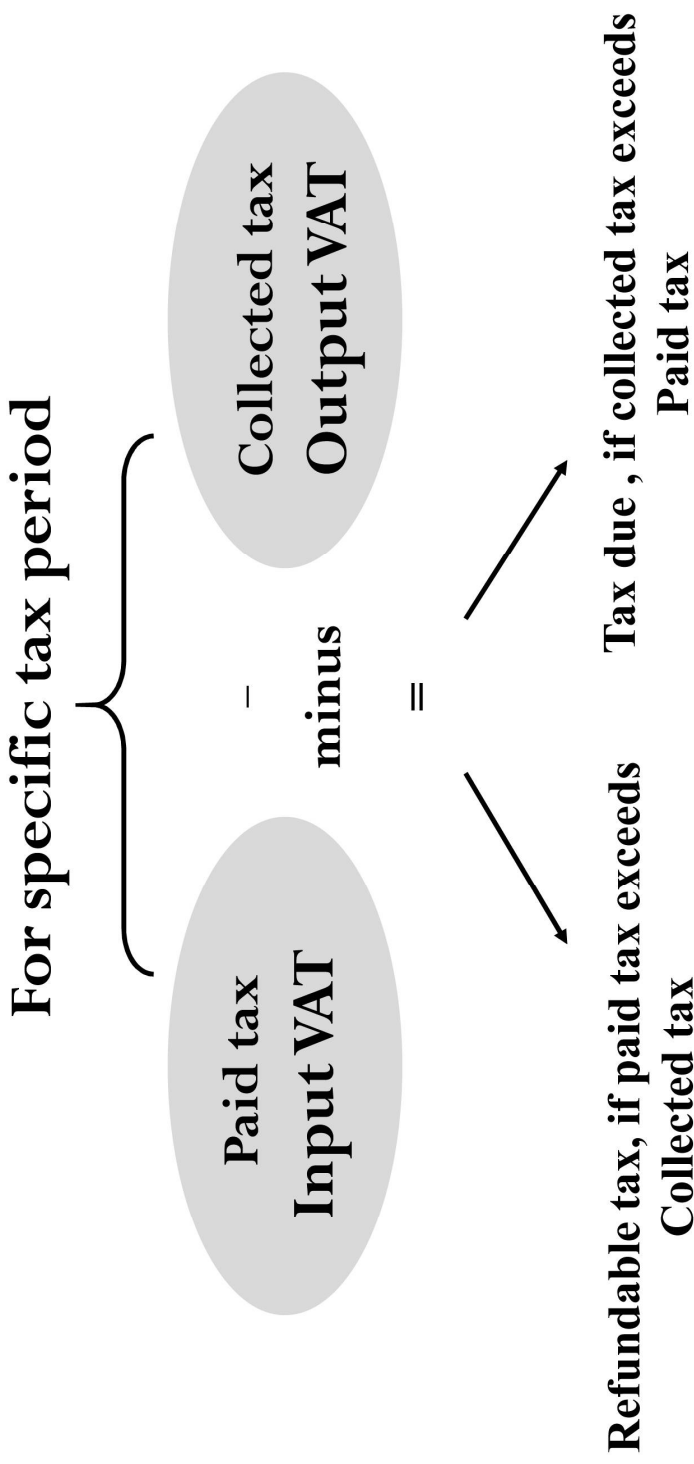 For specific tax period
Paid tax
Input VAT
–
minus
=
Collected tax
Output VAT
Refundable tax, if paid tax exceeds
Collected tax
Tax due , if collected tax exceeds
Paid tax